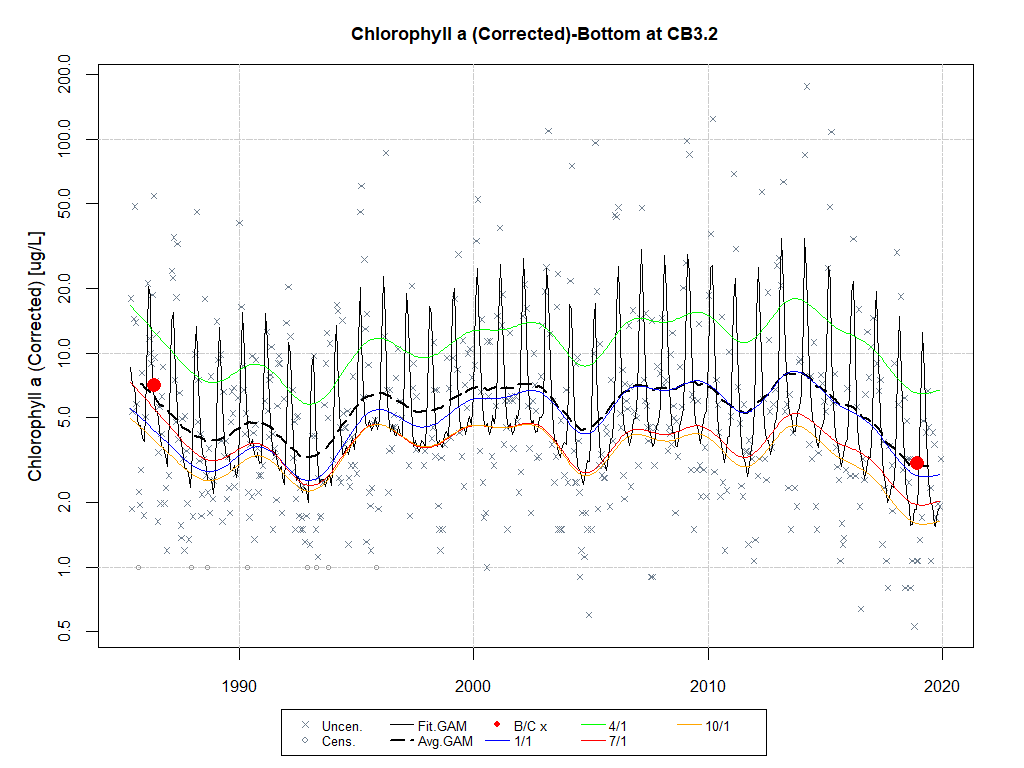 Chlorophyll a (Corrected)-Bottom at CB3.2
Chlorophyll a (Corrected) [ug/L]
200.0
100.0
50.0
20.0
10.0
5.0
2.0
1.0
0.5
1990 2000 2010 2020
Uncen. Fit.GAM B/C x 4/1 10/1
Cens. Avg.GAM 1/1 7/1